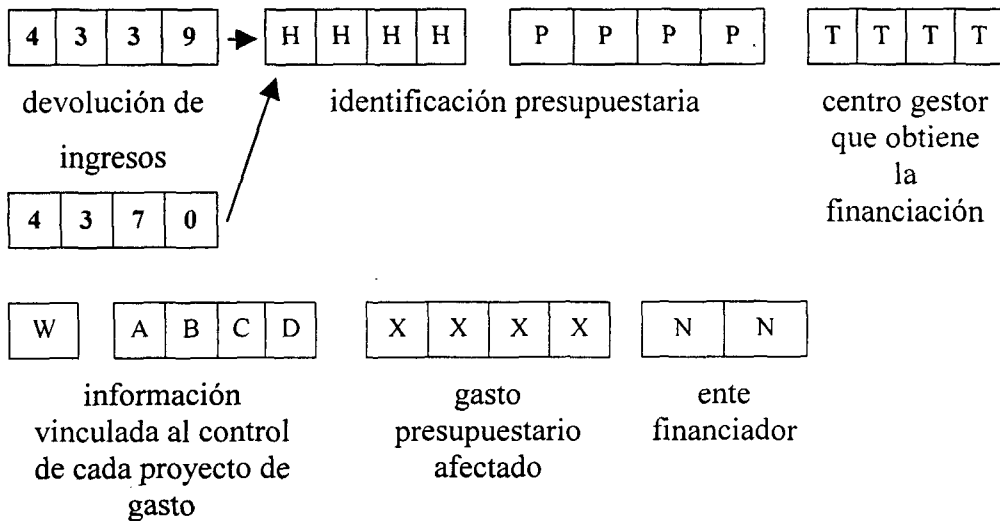 4 3 3 9 H H H H P P P P T T T T
devolución de
ingresos
identificación presupuestaria
centro gestor
que obtiene
la
financiación
4 3 7 0
W A B C D X X X X N N
información
vinculada al control
de cada proyecto de
gasto
gasto
presupuestario
afectado
ente
financiador